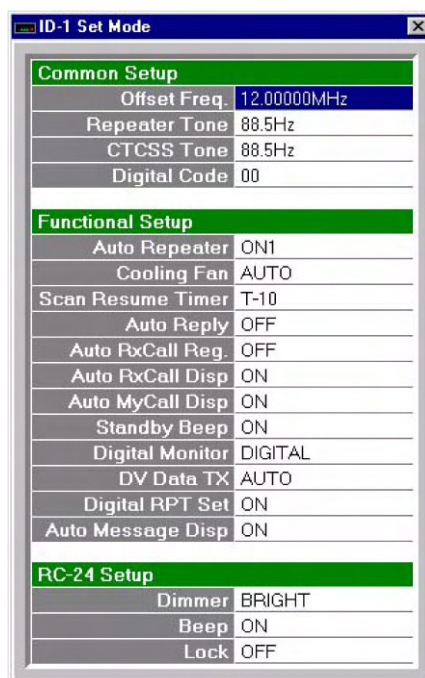 ID-1 Set Mode
Common Setup
Offset Freq. 12.00000MHz
Repeater Tone 88.5Hz
CTCSS Tone 88.5Hz
Digital Code 00
Functional Setup
Auto Repeater ON1
Cooling Fan AUTO
Scan Resume Timer T-10
Auto Reply OFF
Auto RxCall Reg. OFF
Auto RxCall Disp ON
Auto MyCall Disp ON
Standby Beep ON
Digital Monitor DIGITAL
DV Data TX AUTO
Digital RPT Set ON
Auto Message Disp ON
RC-24 Setup
Dimmer BRIGHT
Beep ON
Lock OFF